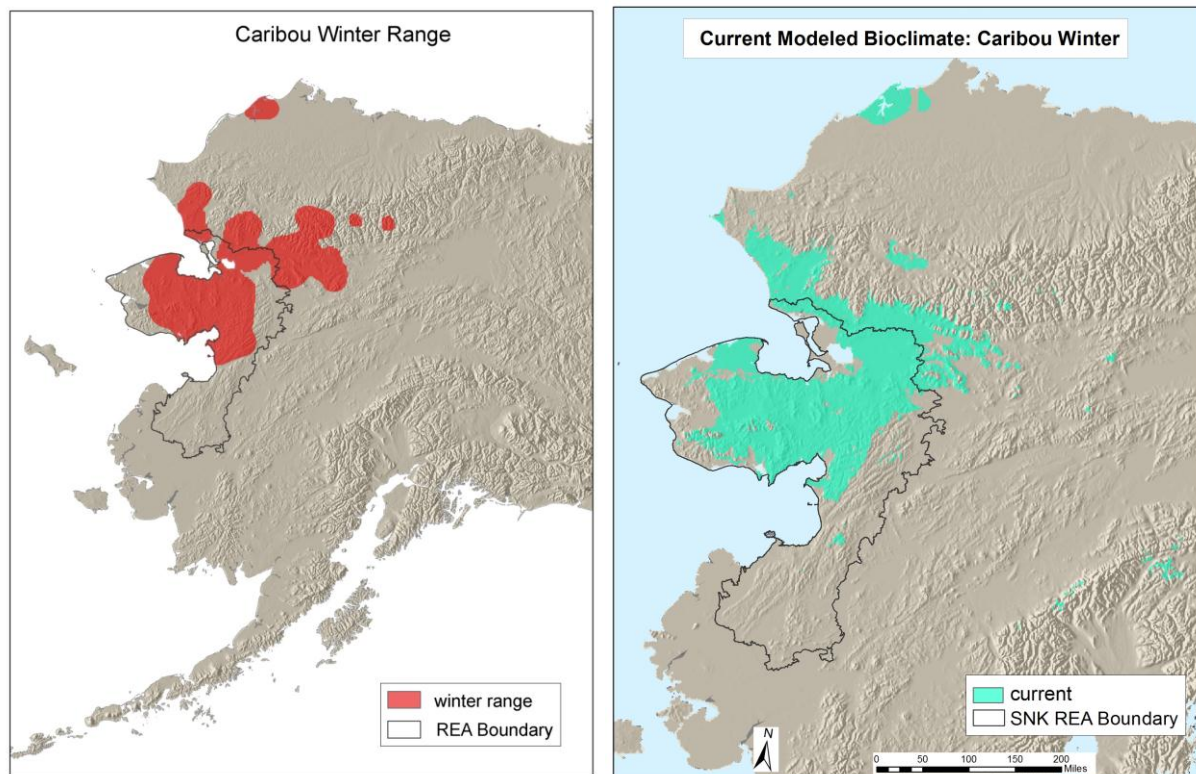 Caribou Winter Range
winter range
REA Boundary
Current Modeled Bioclimate: Caribou Winter
current
SNK REA Boundary
N
0 50 100 150 200
Miles